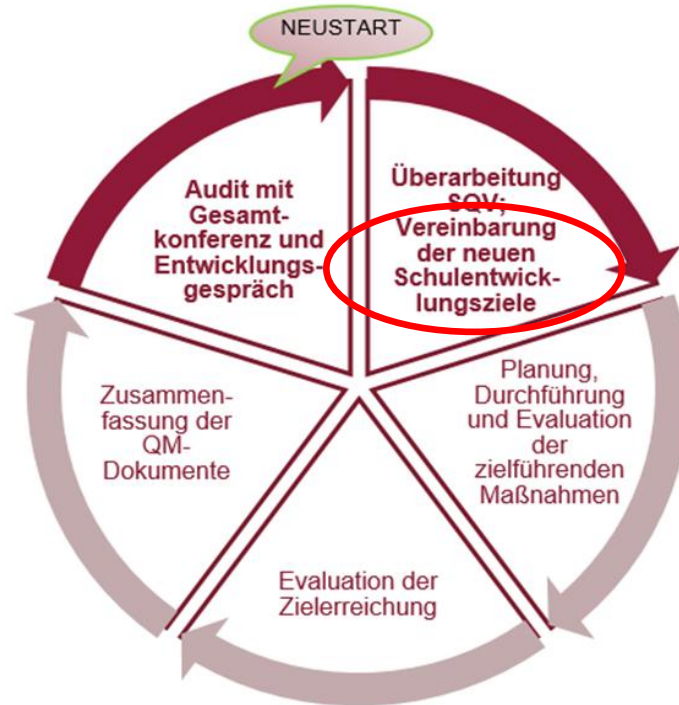 NEUSTART
Audit mit
Gesamt-
konferenz und
Entwicklungs-
gespräch
Überarbeitung
SQV;
Vereinbarung
der neuen
Schulentwick-
lungsziele
Planung,
Durchführung
und Evaluation
der
zielführenden
Maßnahmen
Evaluation der
Zielerreichung
Zusammen-
fassung der
QM-
Dokumente